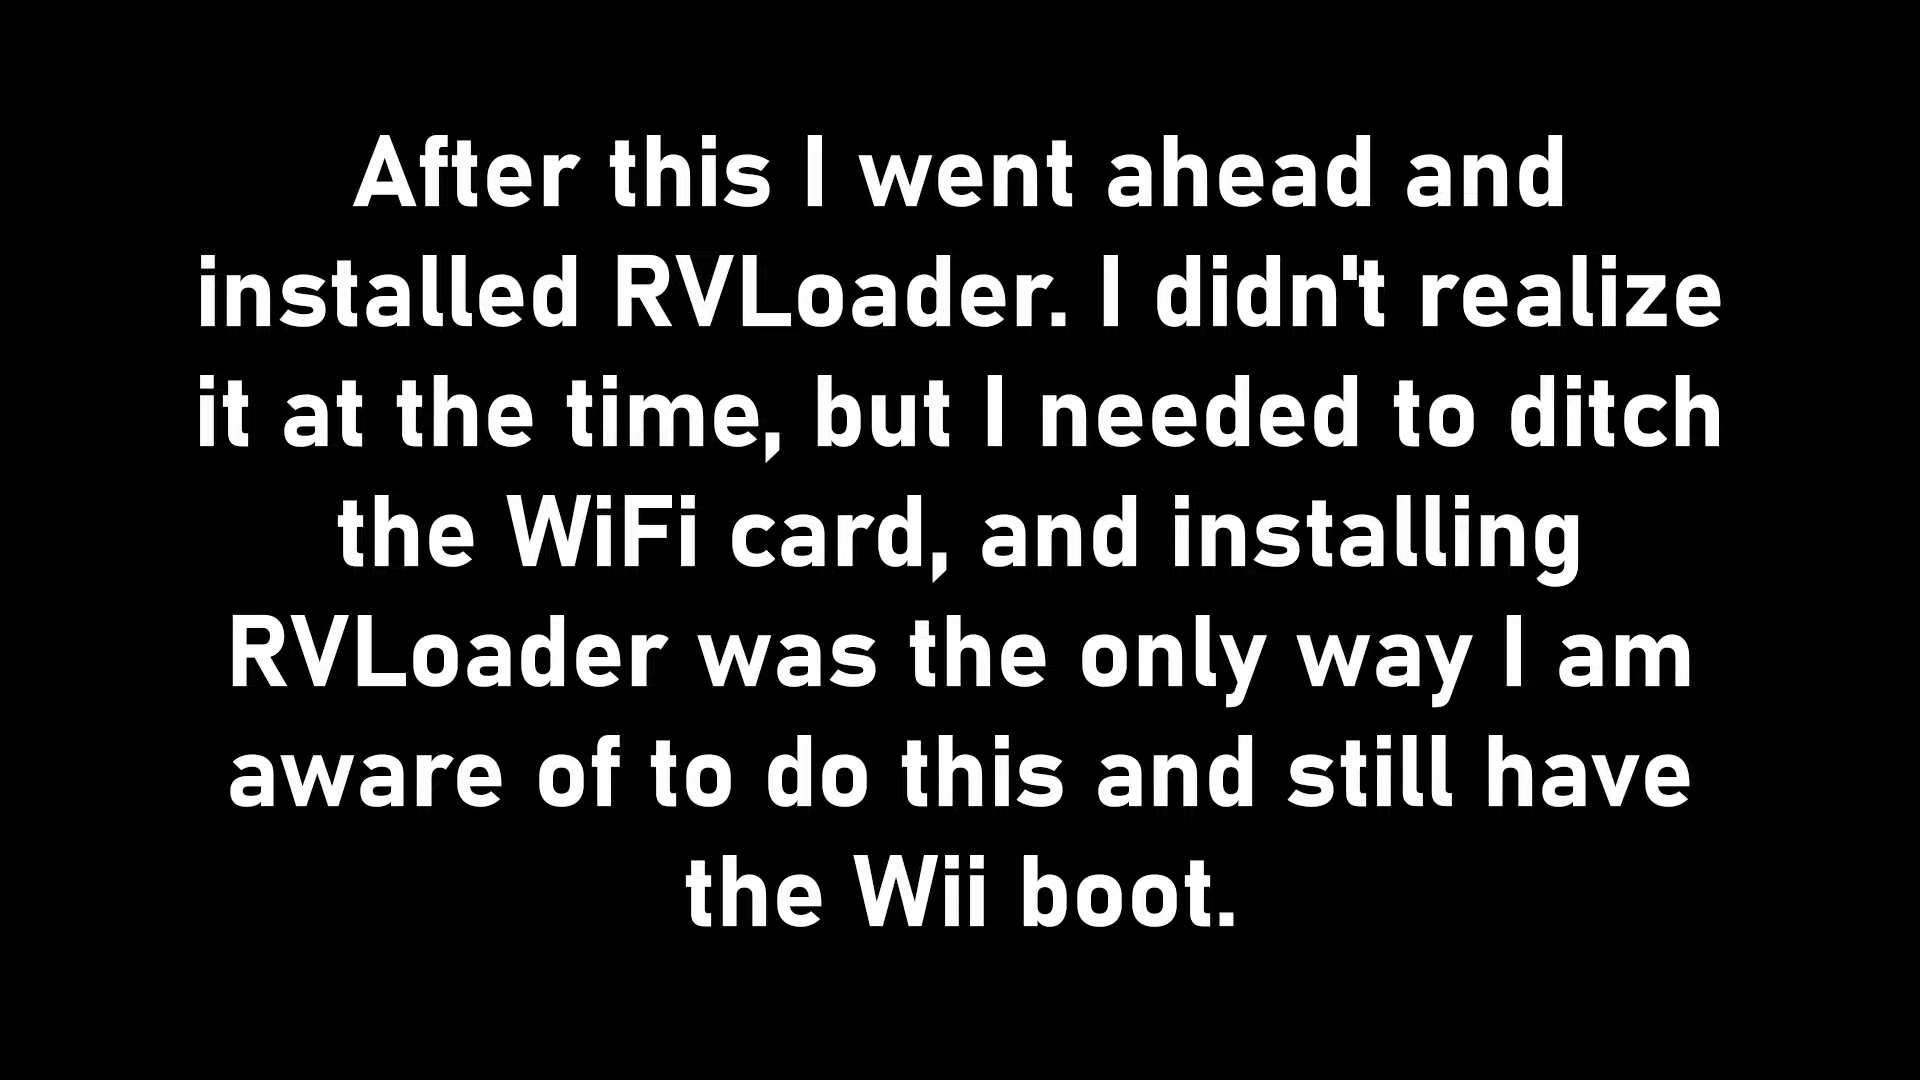 After this I went ahead and
installed RVLoader. I didn't realize
it at the time, but I needed to ditch
the WiFi card, and installing
RVLoader was the only way I am
aware of to do this and still have
the Wii boot.